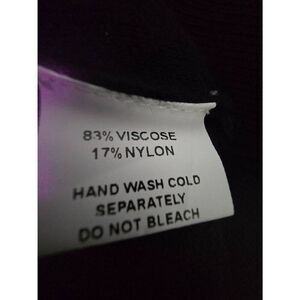 83% VISCOSE
17% NYLON
HAND WASH COLD
SEPARATELY
DO NOT BLEACH